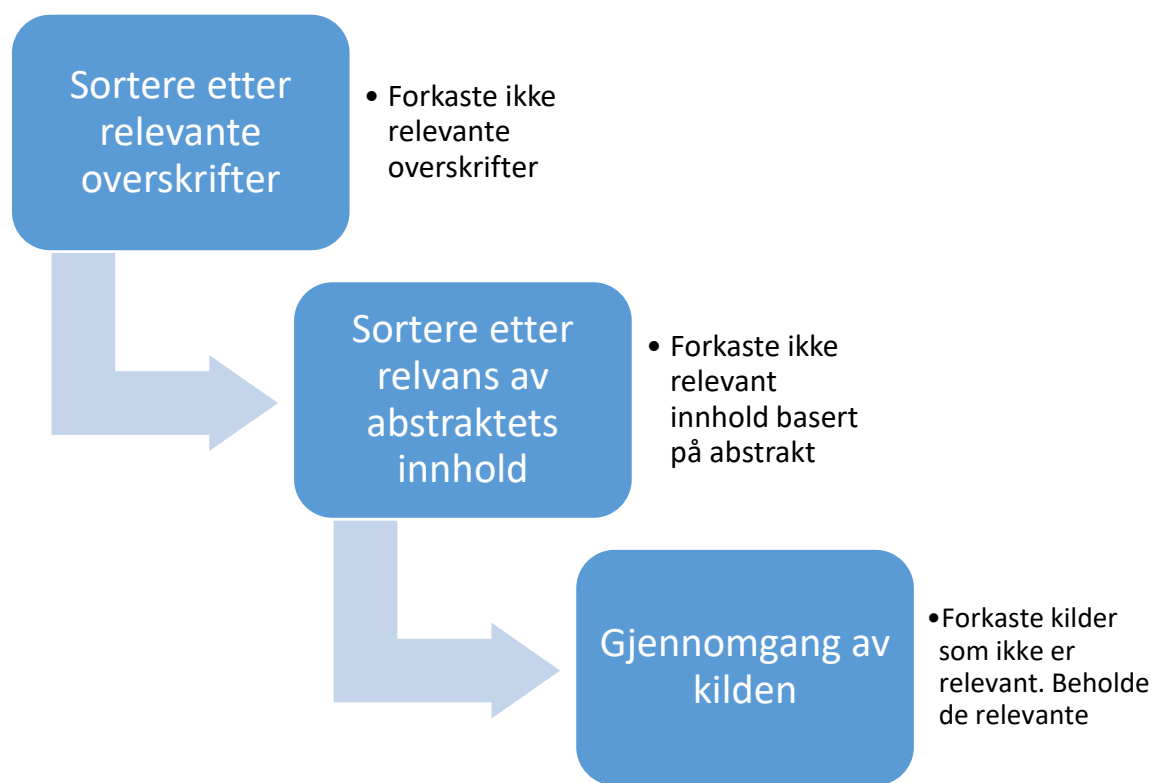 Sortere etter
relevante
overskrifter
• Forkaste ikke
relevante
overskrifter
Sortere etter
relvans av
abstraktets
innhold
• Forkaste ikke
relevant
innhold basert
på abstrakt
Gjennomgang av
kilden
•Forkaste kilder
som ikke er
relevant. Beholde
de relevante